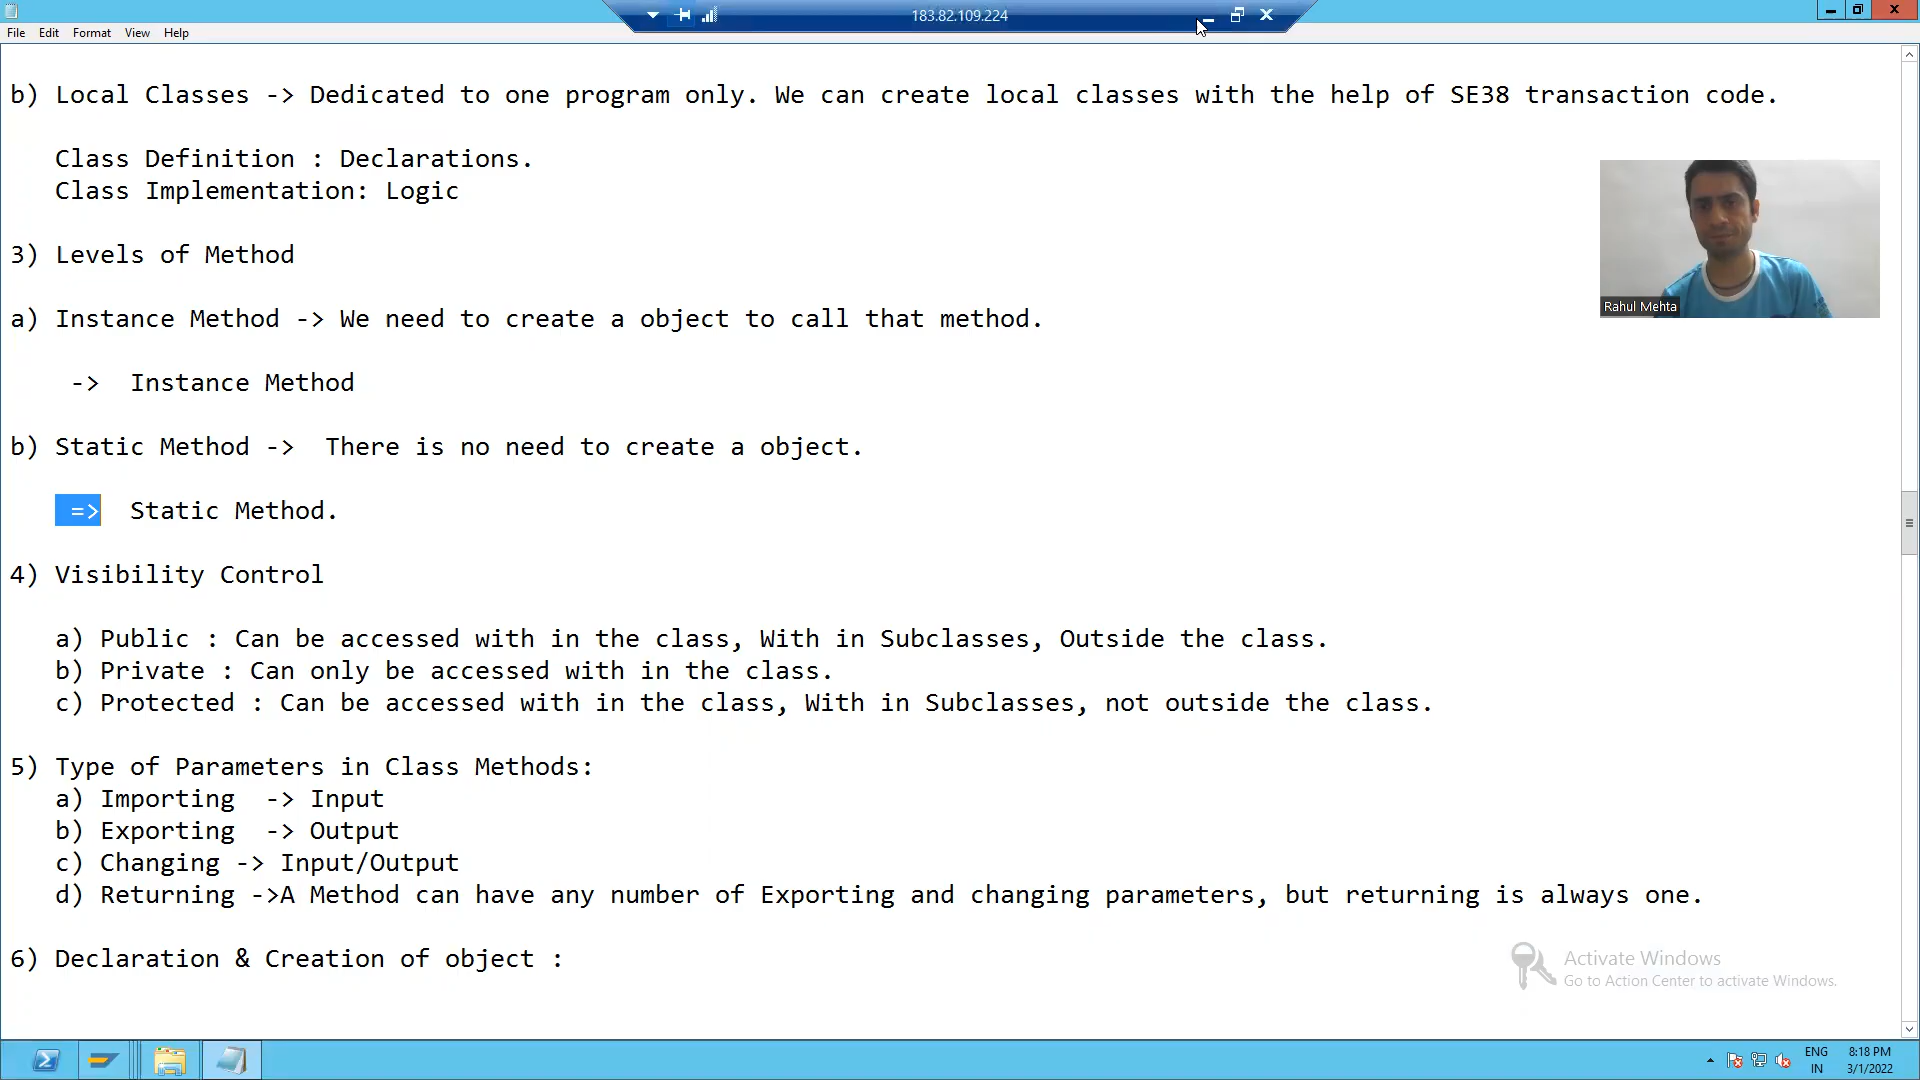 183.82.109.224
File Edit Format View Help
b) Local Classes -> Dedicated to one program only. We can create local classes with the help of SE38 transaction code.
Class Definition : Declarations.
Class Implementation: Logic
3) Levels of Method
a) Instance Method -> We need to create a object to call that method.
-> Instance Method
b) Static Method -> There is no need to create a object.
=> Static Method.
4) Visibility Control
a) Public : Can be accessed with in the class, With in Subclasses, Outside the class.
b) Private : Can only be accessed with in the class.
c) Protected : Can be accessed with in the class, With in Subclasses, not outside the class.
5) Type of Parameters in Class Methods:
a) Importing -> Input
b) Exporting -> Output
c) Changing -> Input/Output
d) Returning ->A Method can have any number of Exporting and changing parameters, but returning is always one.
6) Declaration & Creation of object :
Rahul Mehta
Activate Windows
Go to Action Center to activate Windows.
ENG 8:18 PM
IN 3/1/2022